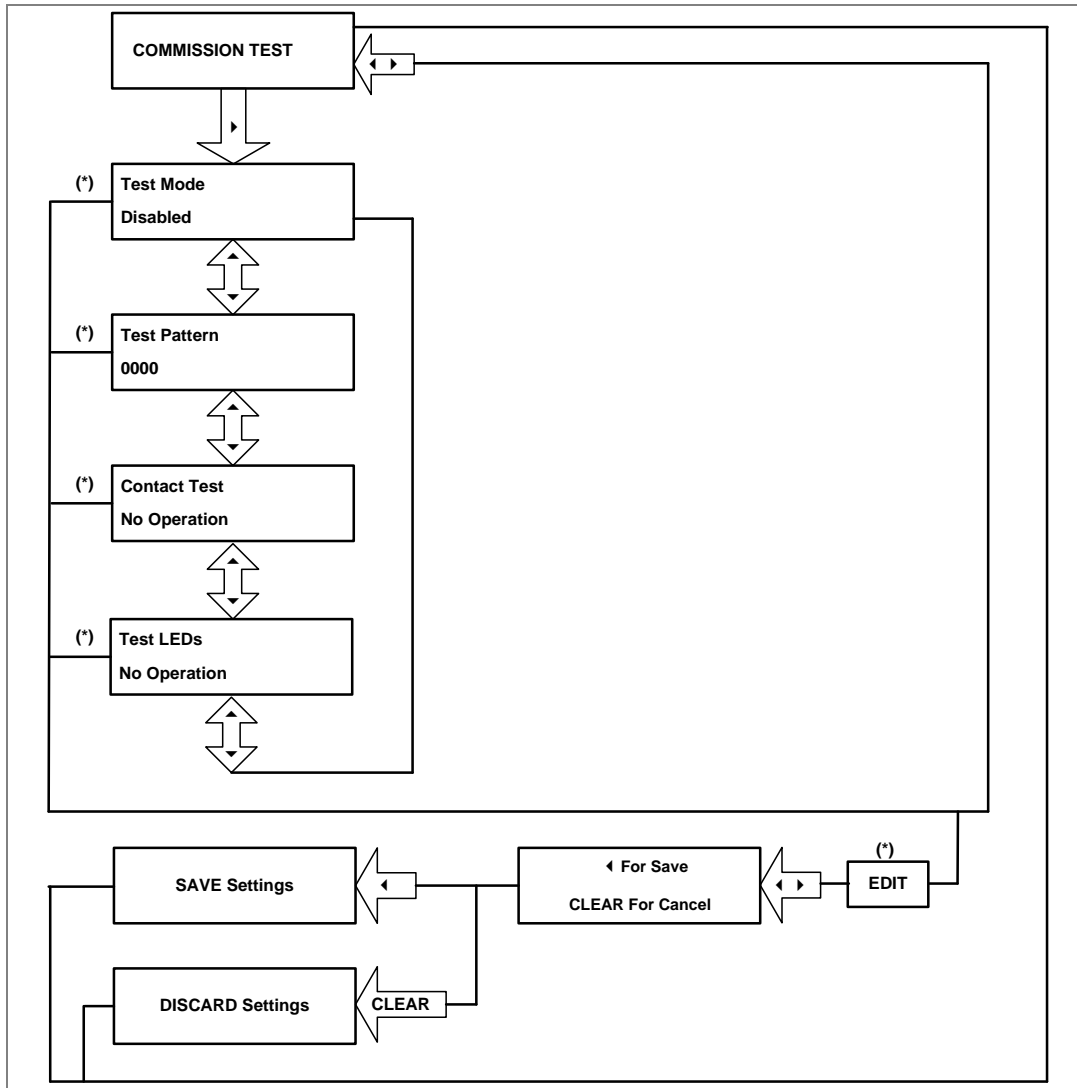 COMMISSION TEST
(*)
Test Mode
Disabled
(*)
Test Pattern
0000
(*)
Contact Test
No Operation
(*)
Test LEDs
No Operation
(*)
SAVE Settings
For Save
CLEAR For Cancel
EDIT
DISCARD Settings
CLEAR